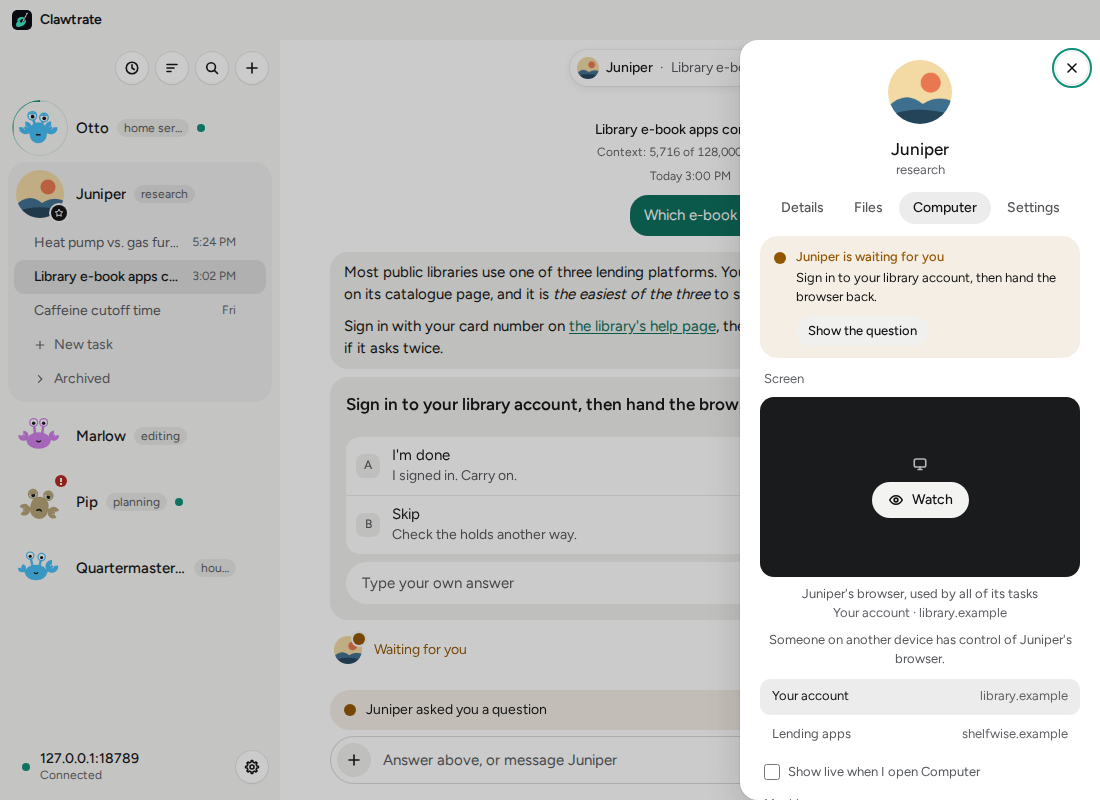 Clawtrate
Otto
home ser...
Juniper
research
Heat pump vs. gas fur...
5:24 PM
Library e-book apps c...
3:02 PM
Caffeine cutoff time
Fri
New task
Archived
Marlow
editing
Pip
planning
Quartermaster...
hou...
127.0.0.1:18789
Connected
Juniper · Library e-b
Library e-book apps co
Context: 5,716 of 128,000
Today 3:00 PM
Which e-book
Most public libraries use one of three lending platforms. You
on its catalogue page, and it is the easiest of the three to s
Sign in with your card number on the library's help page, the
if it asks twice.
Sign in to your library account, then hand the brow
A
I'm done
I signed in. Carry on.
B
Skip
Check the holds another way.
Type your own answer
Waiting for you
Juniper asked you a question
Answer above, or message Juniper
Juniper
research
Details
Files
Computer
Settings
Juniper is waiting for you
Sign in to your library account, then hand the
browser back.
Show the question
Screen
Watch
Juniper's browser, used by all of its tasks
Your account · library.example
Someone on another device has control of Juniper's
browser.
Your account
library.example
Lending apps
shelfwise.example
Show live when I open Computer